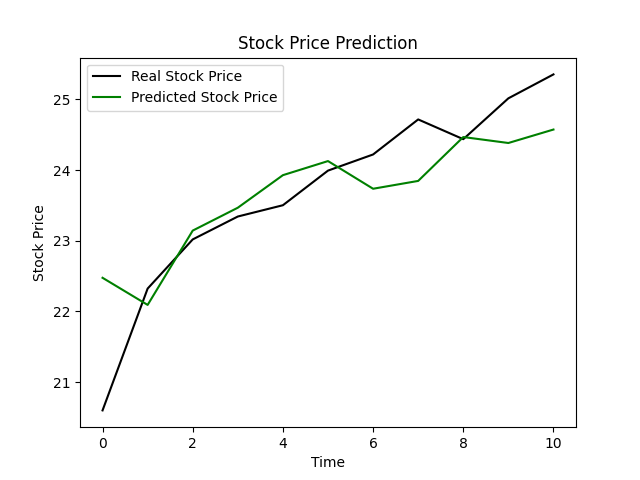 Stock Price Prediction
Real Stock Price
Predicted Stock Price
Stock Price
25
24
23
22
21
0 2 4 6 8 10
Time